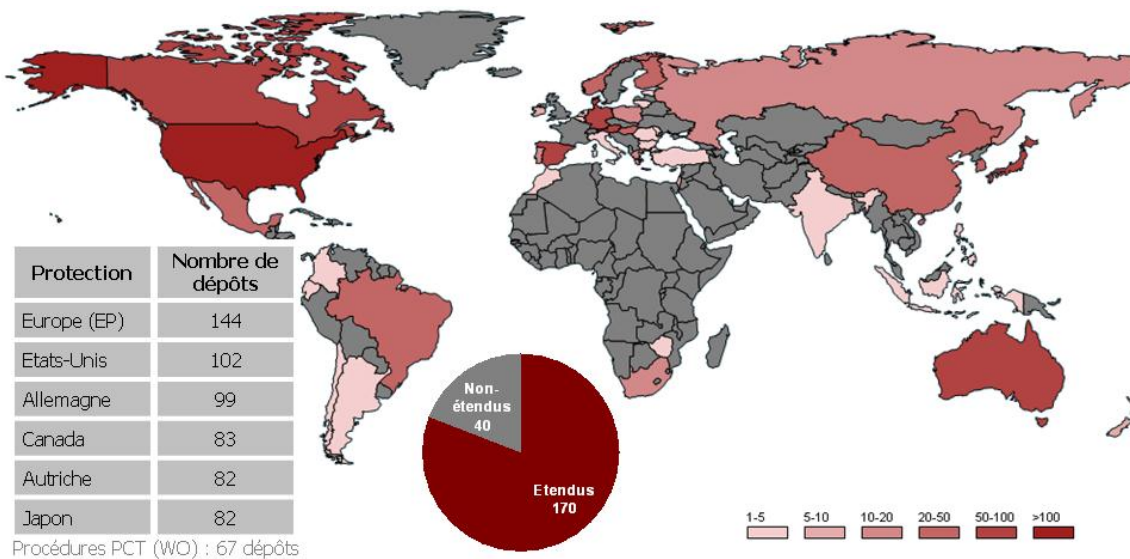 Protection Nombre de
dépôts
Europe (EP) 144
Etats-Unis 102
Allemagne 99
Canada 83
Autriche 82
Japon 82
Procédures PCT (WO) : 67 dépôts
Non-
étendus
40
Etendus
170
1-5 5-10 10-20 20-50 50-100 >100